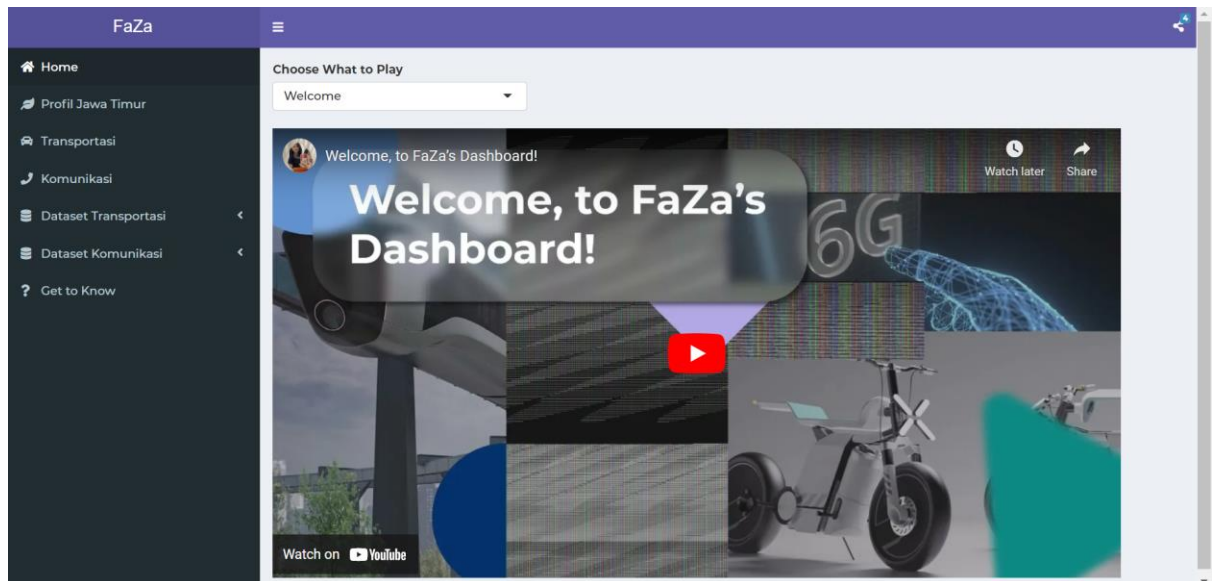 FaZa
4
Home
Profil Jawa Timur
Transportasi
Komunikasi
Dataset Transportasi
Dataset Komunikasi
? Get to Know
Choose What to Play
Welcome
Welcome, to FaZa's Dashboard!
Watch later
Share
Welcome, to FaZa's
Dashboard!
6G
Watch on YouTube